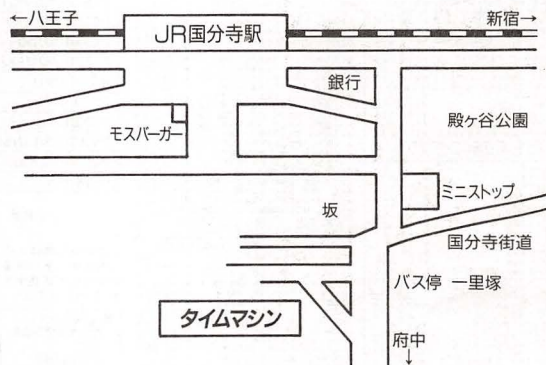 ←八王子
新宿→
JR国分寺駅
銀行
モスバーガー
殿ヶ谷公園
ミニストップ
坂
国分寺街道
バス停 一里塚
タイムマシン
府中
↓